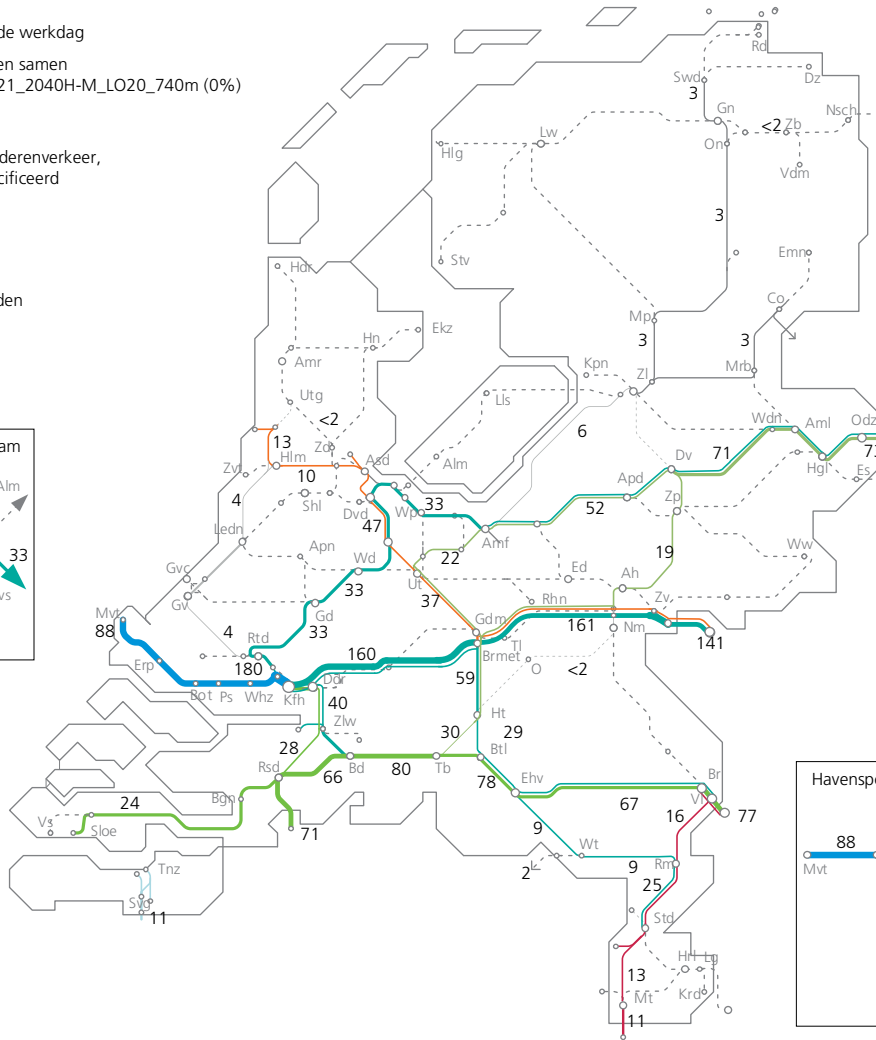 de werkdag
en samen
21_2040H-M_LO20_740m (0%)
derenverkeer,
cificeerd
den
am
Alm
33
vs
Rd
Swd
Dz
3
Gn
Nsch
<2
Zb
On
Vdm
Hlg
Lw
3
Stv
Emn
Hdr
Co
Mp
Ekz
Hn
3
3
Amr
Mrb
Kpn
Zl
Utg
Lls
<2
6
Wdn
Aml
Odz
13
Zd
Hlm
Asd
Zvt
10
Alm
Dv
71
Hgl
73
Es
4
Shl
Dvd
Wp
33
Apd
52
Zp
47
Ledn
Amf
Apn
22
19
Ww
Wd
Gvc
33
Ut
Ed
Ah
Gv
37
Rhn
Zv
Mvt
Gd
33
Gdm
88
4
Rtd
161
Nm
Tl
141
Erp
180
160
Brmet
O
<2
Bot
Ps
Whz
Kfh
Ddr
59
40
Zlw
30
Ht
29
28
Rsd
66
Bd
80
Tb
Btl
78
Ehv
67
Br
Vl
77
Bgn
24
16
Vs
Sloe
71
9
Wt
9
Rm
2
Tnz
25
Svg
11
Std
Hrl
Lg
13
Mt
Krd
11
Havenspo
88
Mvt